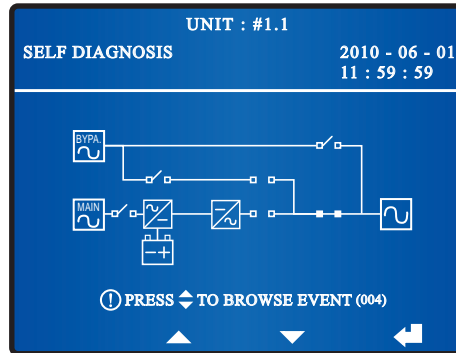 UNIT : #1.1
SELF DIAGNOSIS
2010 - 06 - 01
11 : 59 : 59
BYPA.
MAIN
PRESS TO BROWSE EVENT (004)